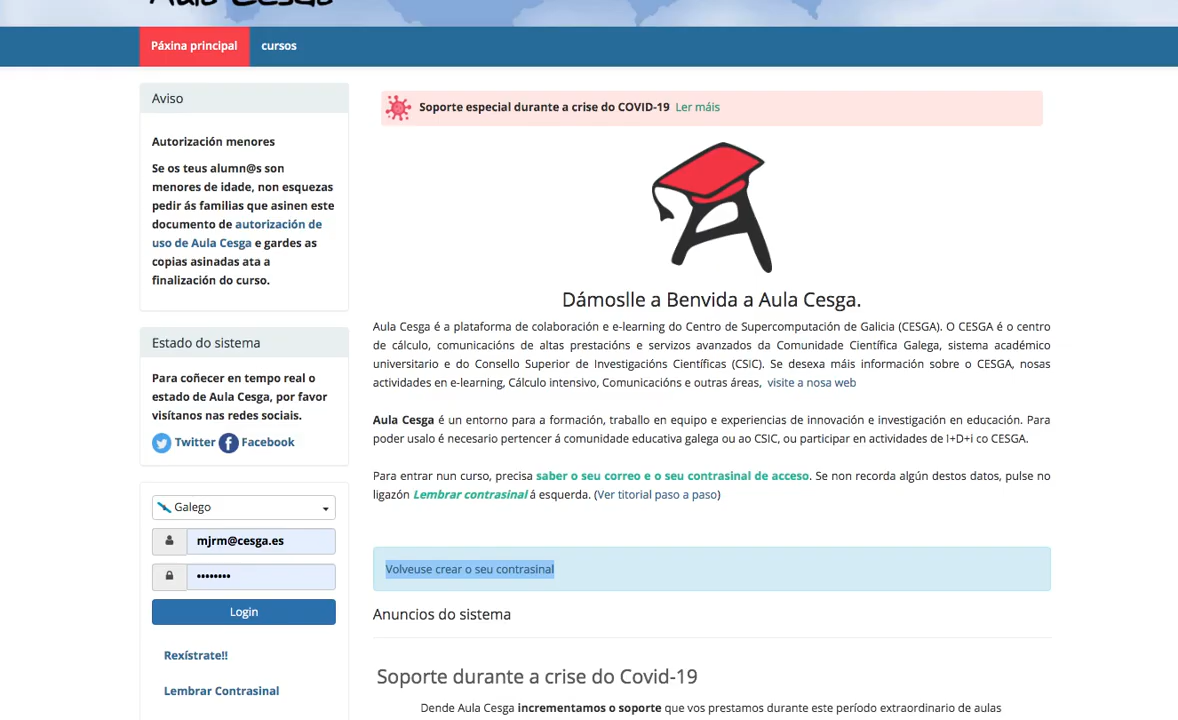 Aula Cesga
Páxina principal
cursos
Aviso
Autorización menores
Se os teus alumn@s son
menores de idade, non esquezas
pedir ás familias que asinen este
documento de autorización de
uso de Aula Cesga e gardes as
copias asinadas ata a
finalización do curso.
Estado do sistema
Para coñecer en tempo real o
estado de Aula Cesga, por favor
visítanos nas redes sociais.
Twitter Facebook
Galego
mjrm@cesga.es
••••••••
Login
Rexístrate!!
Lembrar Contrasinal
Soporte especial durante a crise do COVID-19 Ler máis
Dámoslle a Benvida a Aula Cesga.
Aula Cesga é a plataforma de colaboración e e-learning do Centro de Supercomputación de Galicia (CESGA). O CESGA é o centro
de cálculo, comunicacións de altas prestacións e servizos avanzados da Comunidade Científica Galega, sistema académico
universitario e do Consello Superior de Investigacións Científicas (CSIC). Se desexa máis información sobre o CESGA, nosas
actividades en e-learning, Cálculo intensivo, Comunicacións e outras áreas, visite a nosa web
Aula Cesga é un entorno para a formación, traballo en equipo e experiencias de innovación e investigación en educación. Para
poder usalo é necesario pertencer á comunidade educativa galega ou ao CSIC, ou participar en actividades de I+D+i co CESGA.
Para entrar nun curso, precisa saber o seu correo e o seu contrasinal de acceso. Se non recorda algún destos datos, pulse no
ligazón Lembrar contrasinal á esquerda. (Ver titorial paso a paso)
Volveuse crear o seu contrasinal
Anuncios do sistema
Soporte durante a crise do Covid-19
Dende Aula Cesga incrementamos o soporte que vos prestamos durante este período extraordinario de aulas